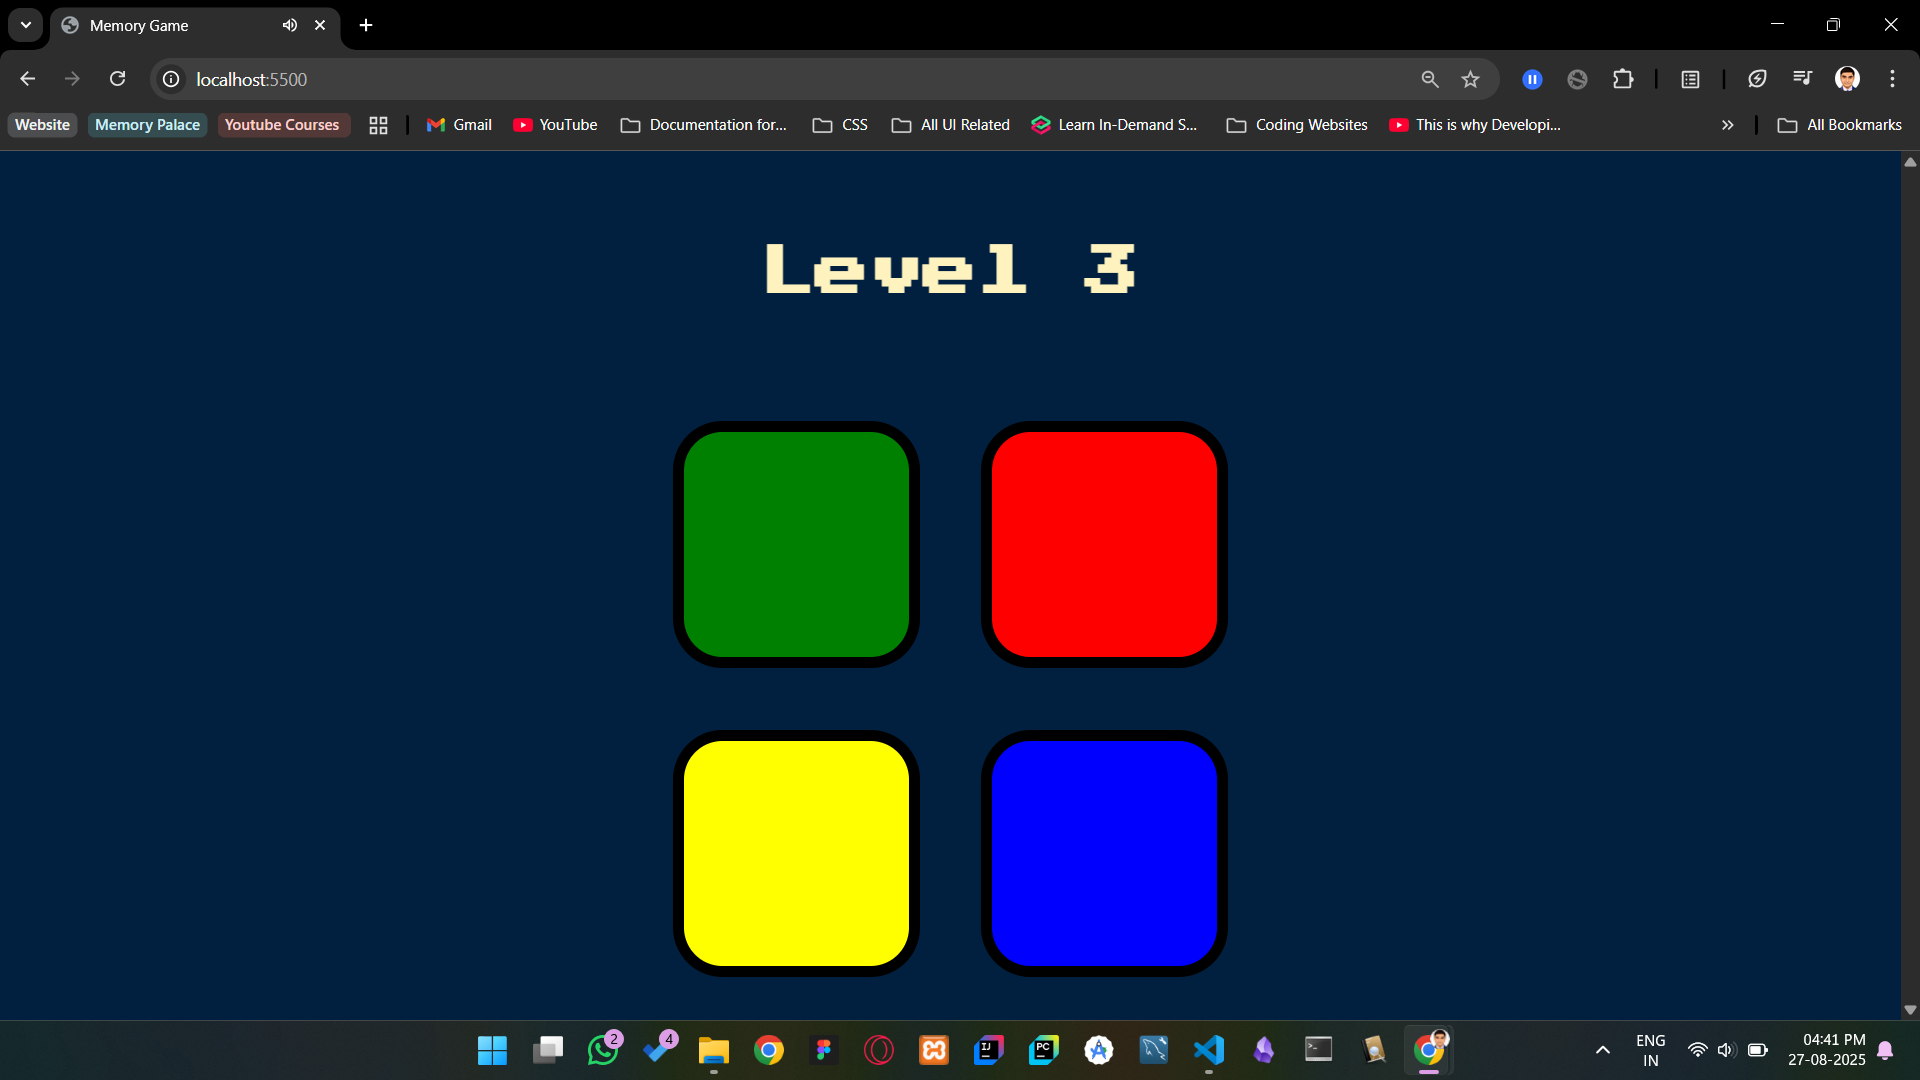 Memory Game
localhost:5500
Website Memory Palace Youtube Courses Gmail YouTube Documentation for... CSS All UI Related Learn In-Demand S... Coding Websites This is why Developi... All Bookmarks
Level 3
2
4
IJ
PC
ENG
IN
04:41 PM
27-08-2025